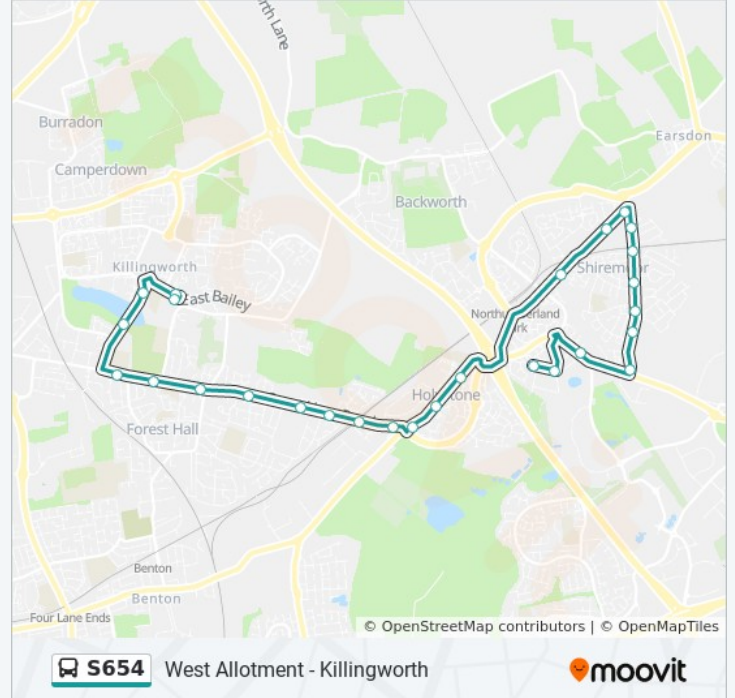 rth Lane
Burradon
Earsdon
Camperdown
Backworth
Killingworth
Shiremoor
East Bailey
Northumberland
Park
Holystone
Forest Hall
Benton
Benton
Four Lane Ends
© OpenStreetMap contributors | © OpenMapTiles
S654 West Allotment - Killingworth moovit